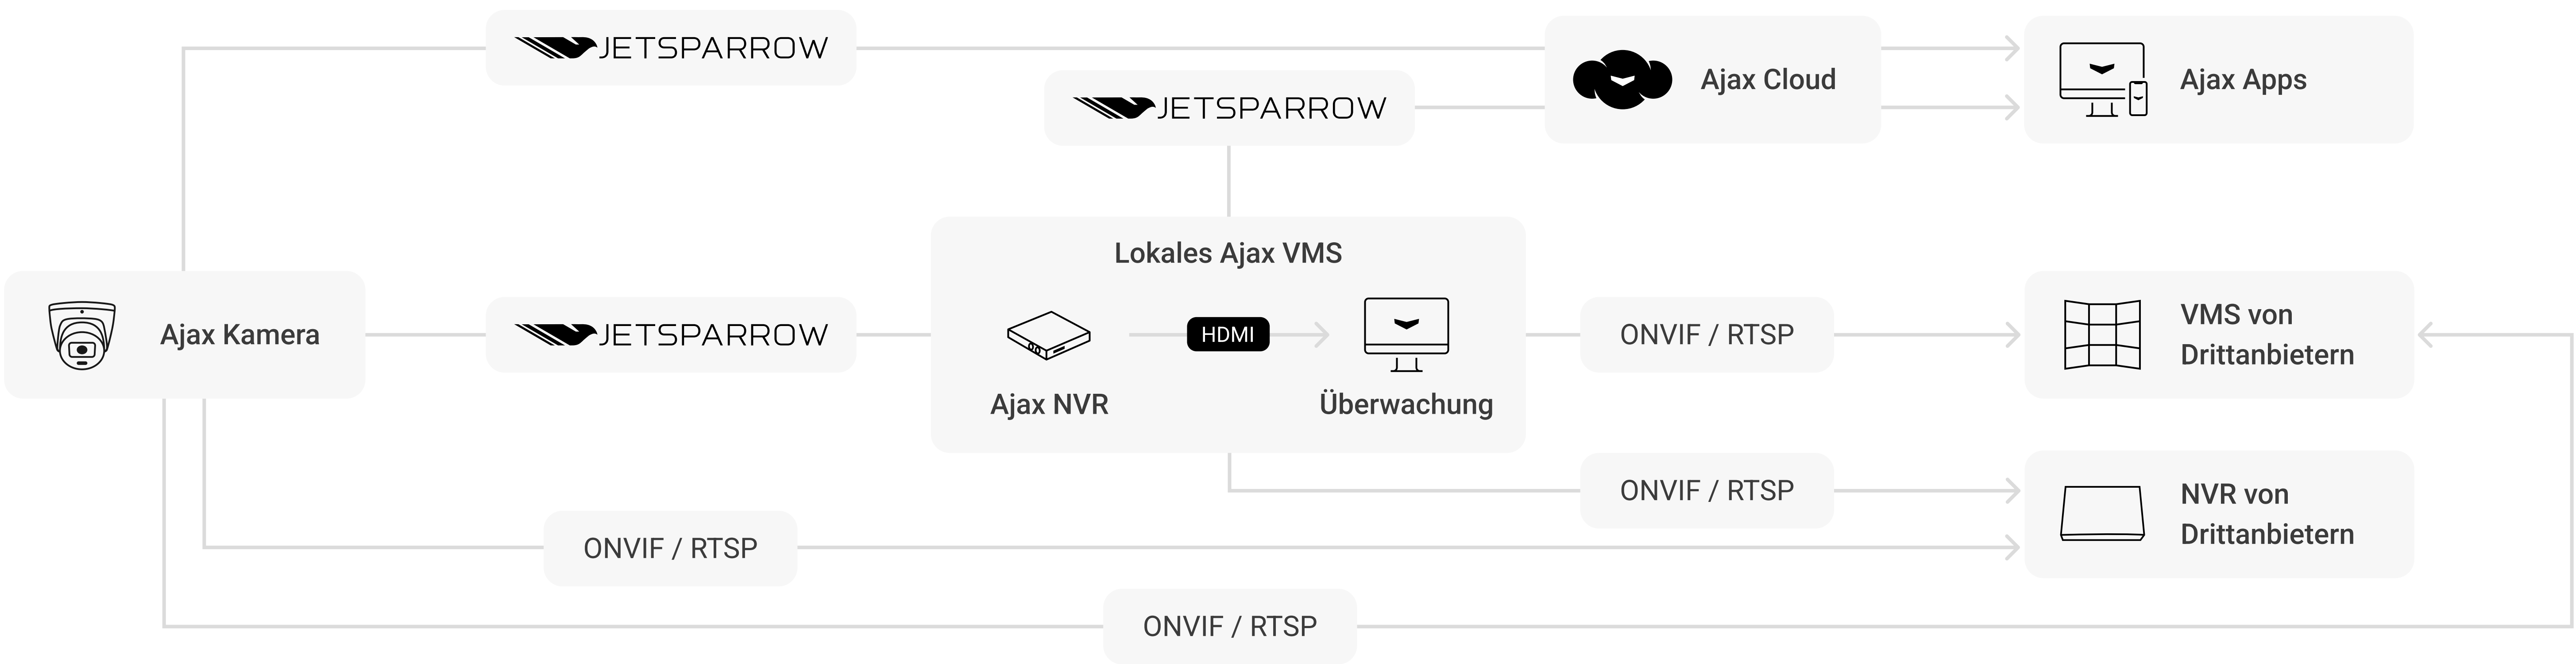 JETSPARROW
JETSPARROW
Ajax Cloud
Ajax Apps
Lokales Ajax VMS
Ajax Kamera
JETSPARROW
HDMI
Ajax NVR
Überwachung
ONVIF / RTSP
VMS von
Drittanbietern
ONVIF / RTSP
NVR von
Drittanbietern
ONVIF / RTSP
ONVIF / RTSP